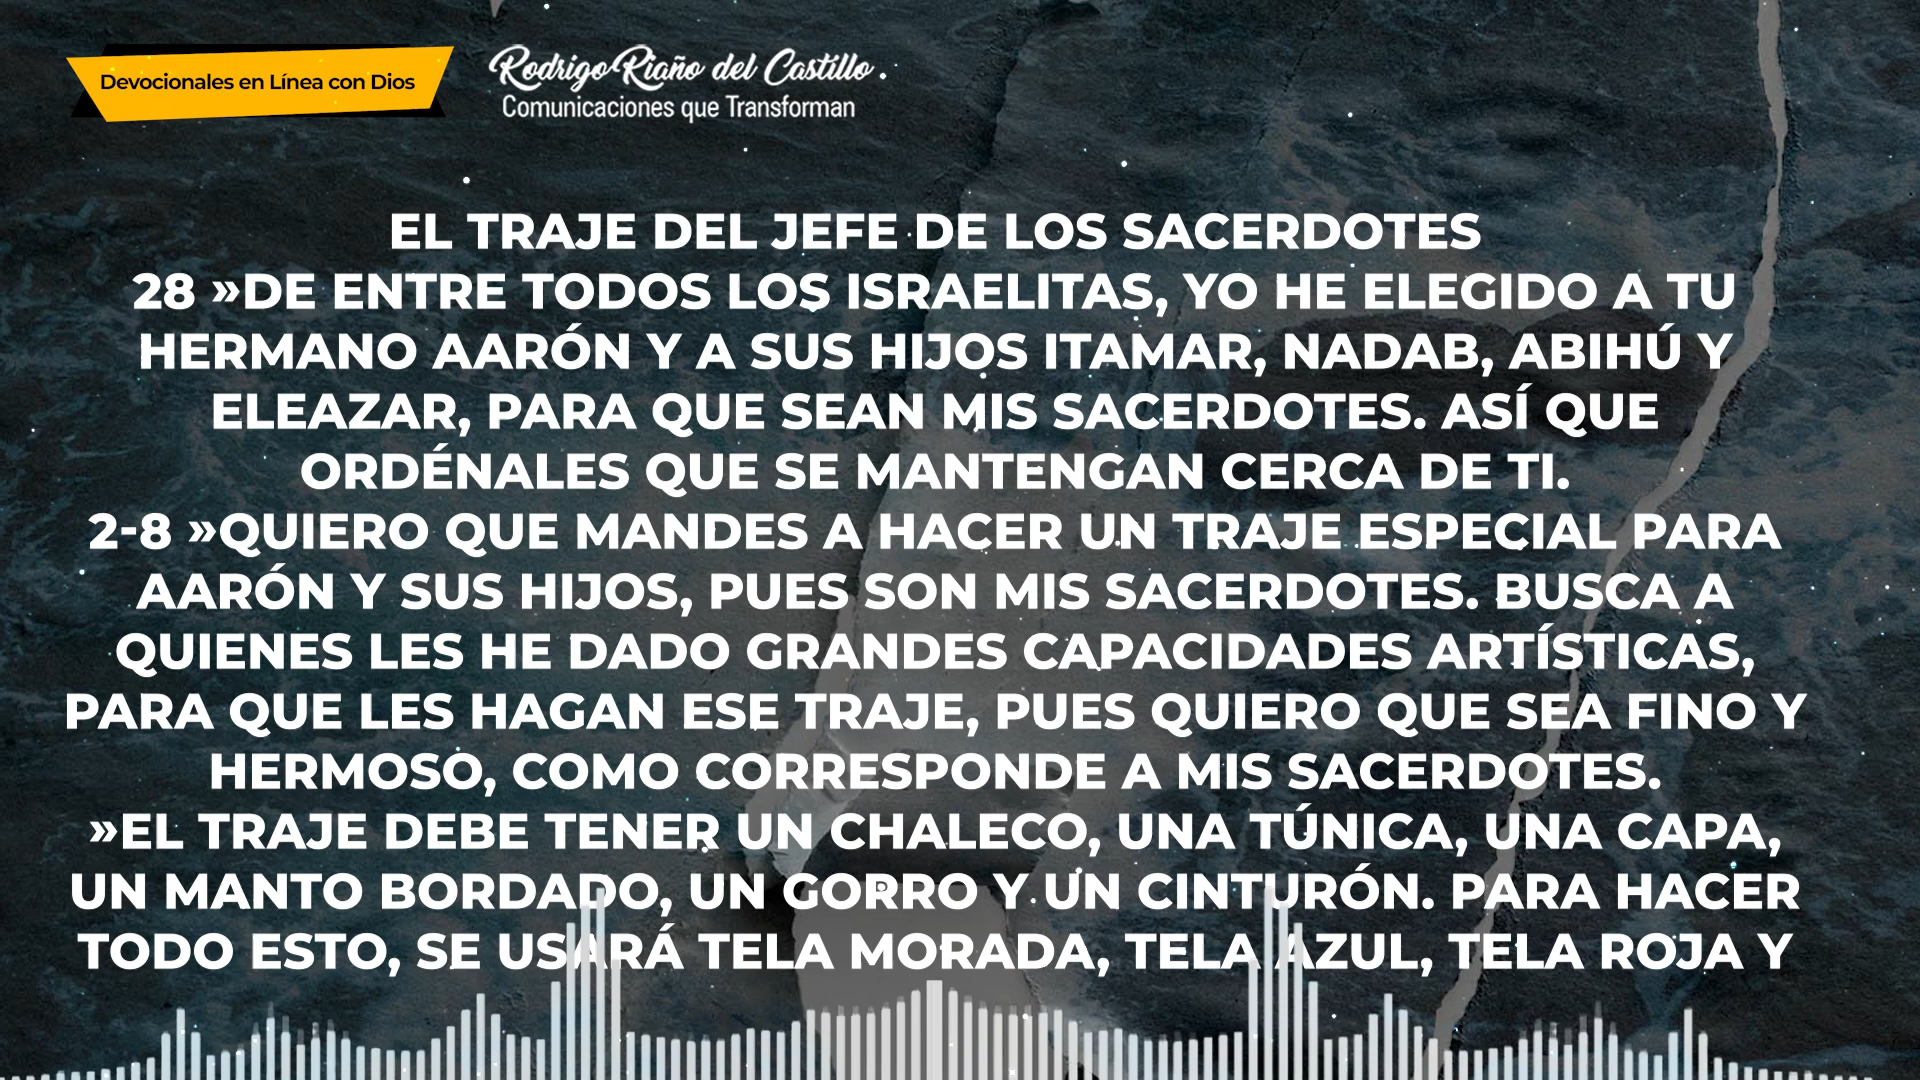 Devocionales en Línea con Dios
Rodrigo Riaño del Castillo
Comunicaciones que Transforman
EL TRAJE DEL JEFE DE LOS SACERDOTES
28 »DE ENTRE TODOS LOS ISRAELITAS, YO HE ELEGIDO A TU
HERMANO AARÓN Y A SUS HIJOS ITAMAR, NADAB, ABIHÚ Y
ELEAZAR, PARA QUE SEAN MIS SACERDOTES. ASÍ QUE
ORDÉNALES QUE SE MANTENGAN CERCA DE TI.
2-8 »QUIERO QUE MANDES A HACER UN TRAJE ESPECIAL PARA
AARÓN Y SUS HIJOS, PUES SON MIS SACERDOTES. BUSCA A
QUIENES LES HE DADO GRANDES CAPACIDADES ARTÍSTICAS,
PARA QUE LES HAGAN ESE TRAJE, PUES QUIERO QUE SEA FINO Y
HERMOSO, COMO CORRESPONDE A MIS SACERDOTES.
»EL TRAJE DEBE TENER UN CHALECO, UNA TÚNICA, UNA CAPA,
UN MANTO BORDADO, UN GORRO Y UN CINTURÓN. PARA HACER
TODO ESTO, SE USARÁ TELA MORADA, TELA AZUL, TELA ROJA Y